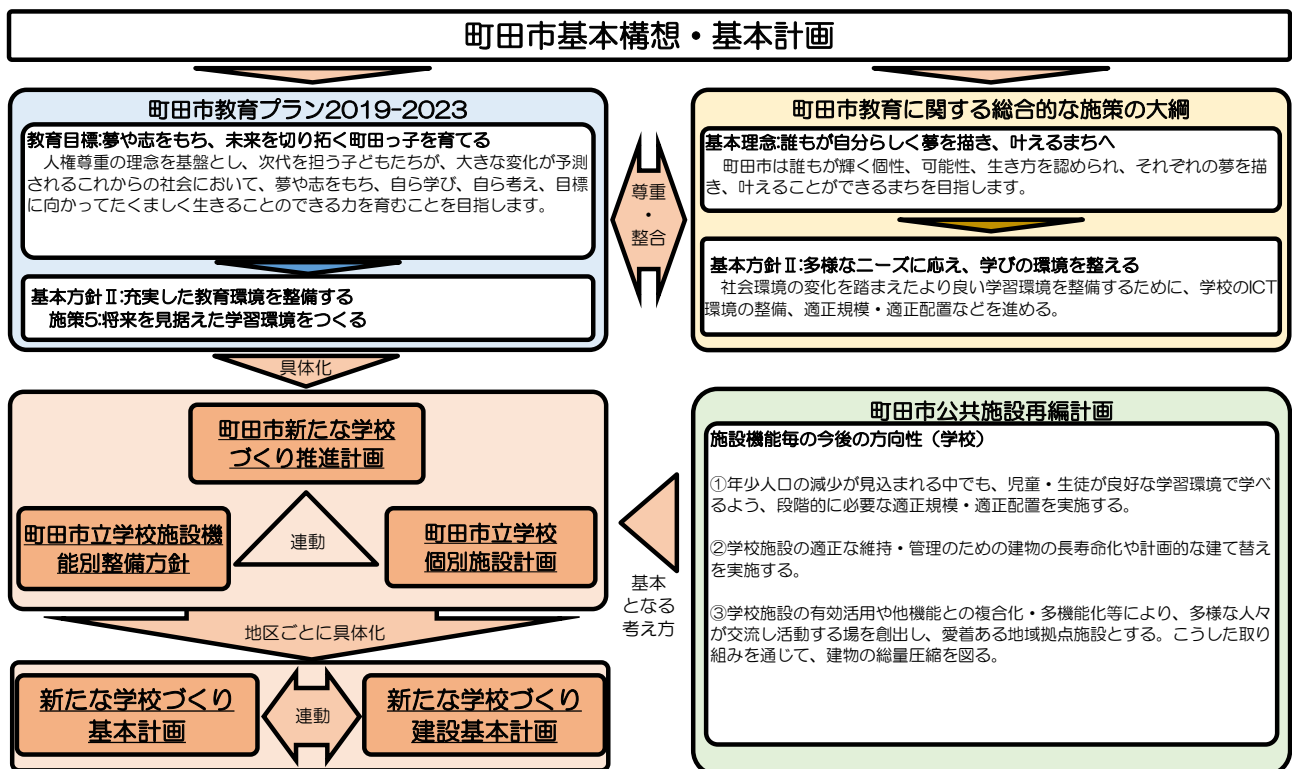 町田市基本構想・基本計画
町田市教育プラン2019-2023
教育目標:夢や志をもち、未来を切り拓く町田っ子を育てる
人権尊重の理念を基盤とし、次代を担う子どもたちが、大きな変化が予測
されるこれからの社会において、夢や志をもち、自ら学び、自ら考え、目標
に向かってたくましく生きることのできる力を育むことを目指します。
基本方針Ⅱ:充実した教育環境を整備する
施策5:将来を見据えた学習環境をつくる
尊重
・
整合
町田市教育に関する総合的な施策の大綱
基本理念:誰もが自分らしく夢を描き、叶えるまちへ
町田市は誰もが輝く個性、可能性、生き方を認められ、それぞれの夢を描
き、叶えることができるまちを目指します。
基本方針Ⅱ:多様なニーズに応え、学びの環境を整える
社会環境の変化を踏まえたより良い学習環境を整備するために、学校のICT
環境の整備、適正規模・適正配置などを進める。
具体化
町田市新たな学校
づくり推進計画
町田市立学校施設機
能別整備方針
連動
町田市立学校
個別施設計画
地区ごとに具体化
新たな学校づくり
基本計画
連動
新たな学校づくり
建設基本計画
基本
となる
考え方
町田市公共施設再編計画
施設機能毎の今後の方向性（学校）
①年少人口の減少が見込まれる中でも、児童・生徒が良好な学習環境で学べ
るよう、段階的に必要な適正規模・適正配置を実施する。
②学校施設の適正な維持・管理のための建物の長寿命化や計画的な建て替え
を実施する。
③学校施設の有効活用や他機能との複合化・多機能化等により、多様な人々
が交流し活動する場を創出し、愛着ある地域拠点施設とする。こうした取り
組みを通じて、建物の総量圧縮を図る。